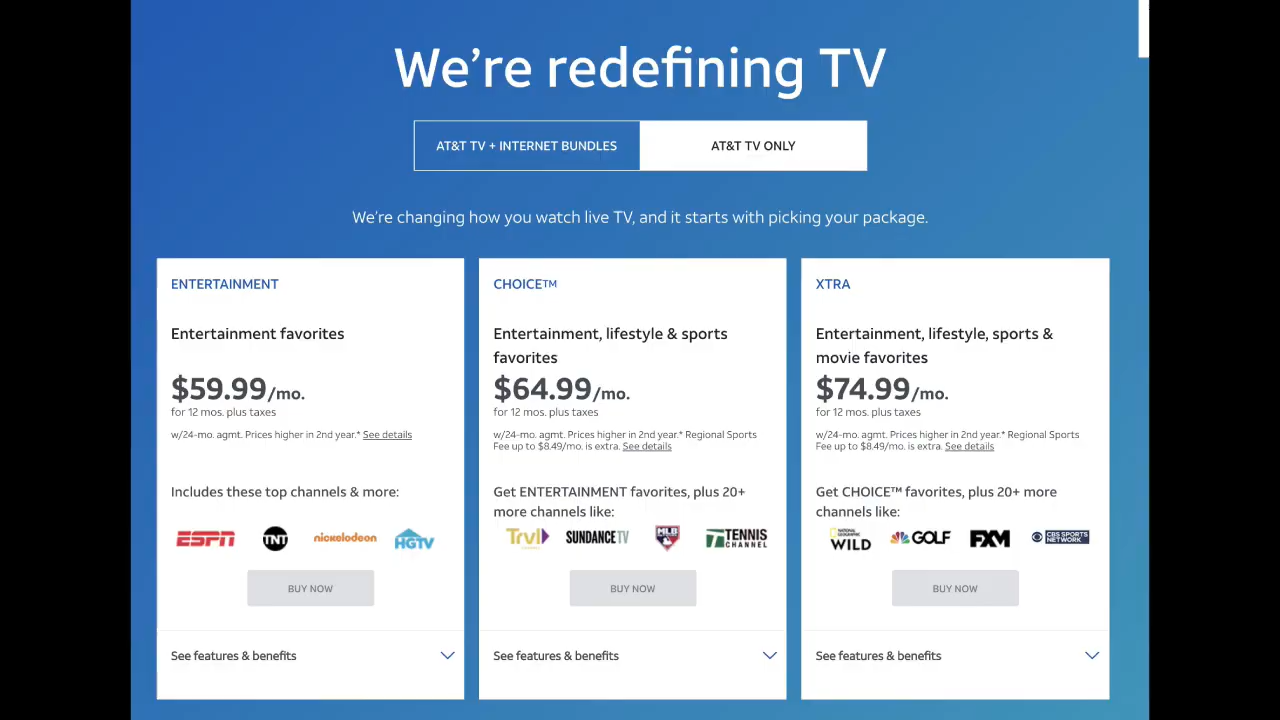 We're redefining TV
AT&T TV + INTERNET BUNDLES
AT&T TV ONLY
We're changing how you watch live TV, and it starts with picking your package.
ENTERTAINMENT
Entertainment favorites
$59.99/mo.
for 12 mos. plus taxes
w/24-mo. agmt. Prices higher in 2nd year.* See details
Includes these top channels & more:
ESPN TNT nickelodeon HGTV
BUY NOW
See features & benefits
CHOICE™
Entertainment, lifestyle & sports
favorites
$64.99/mo.
for 12 mos. plus taxes
w/24-mo. agmt. Prices higher in 2nd year.* Regional Sports
Fee up to $8.49/mo. is extra. See details
Get ENTERTAINMENT favorites, plus 20+
more channels like:
Trvl CHANNEL SUNDANCE TV MLB TENNIS CHANNEL
BUY NOW
See features & benefits
XTRA
Entertainment, lifestyle, sports &
movie favorites
$74.99/mo.
for 12 mos. plus taxes
w/24-mo. agmt. Prices higher in 2nd year.* Regional Sports
Fee up to $8.49/mo. is extra. See details
Get CHOICE™ favorites, plus 20+ more
channels like:
NATIONAL GEOGRAPHIC WILD GOLF FXM CBS SPORTS NETWORK
BUY NOW
See features & benefits